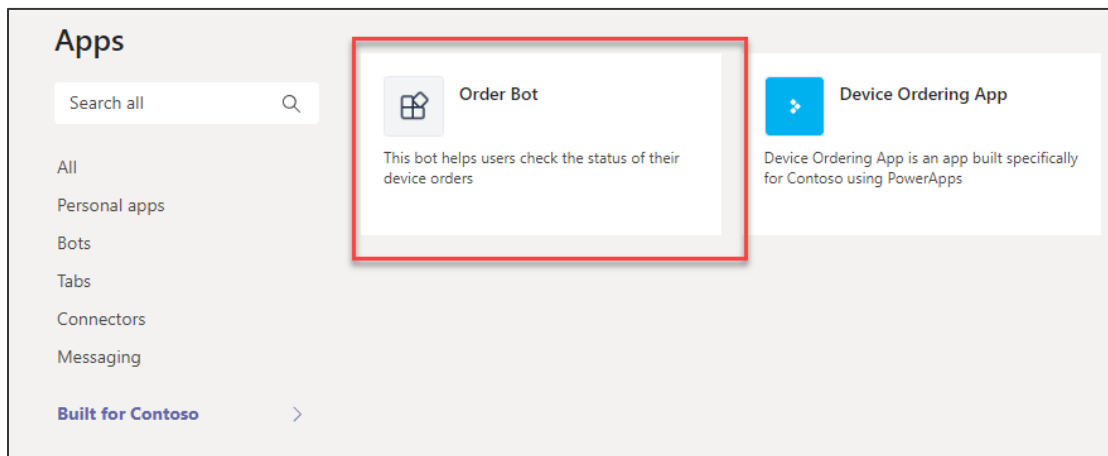 Apps
Search all
All
Personal apps
Bots
Tabs
Connectors
Messaging
Built for Contoso
Order Bot
This bot helps users check the status of their
device orders
Device Ordering App
Device Ordering App is an app built specifically
for Contoso using PowerApps